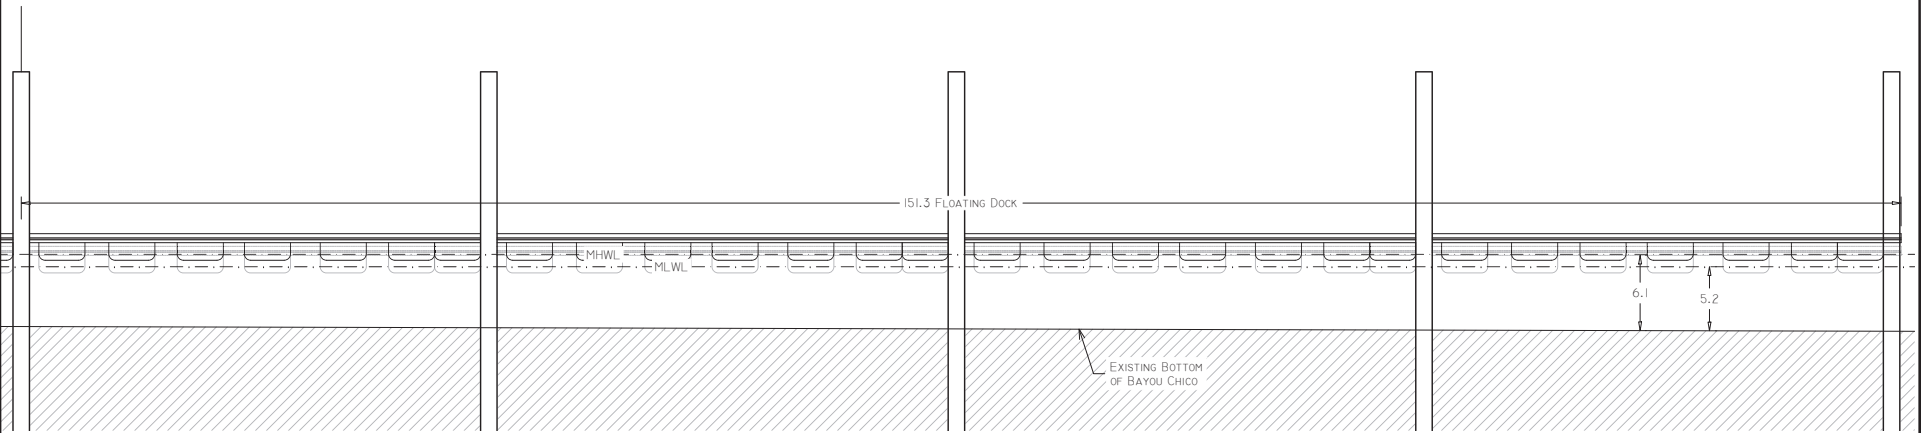 151.3 FLOATING DOCK
MHWL
MLWL
6.1
5.2
EXISTING BOTTOM
OF BAYOU CHICO